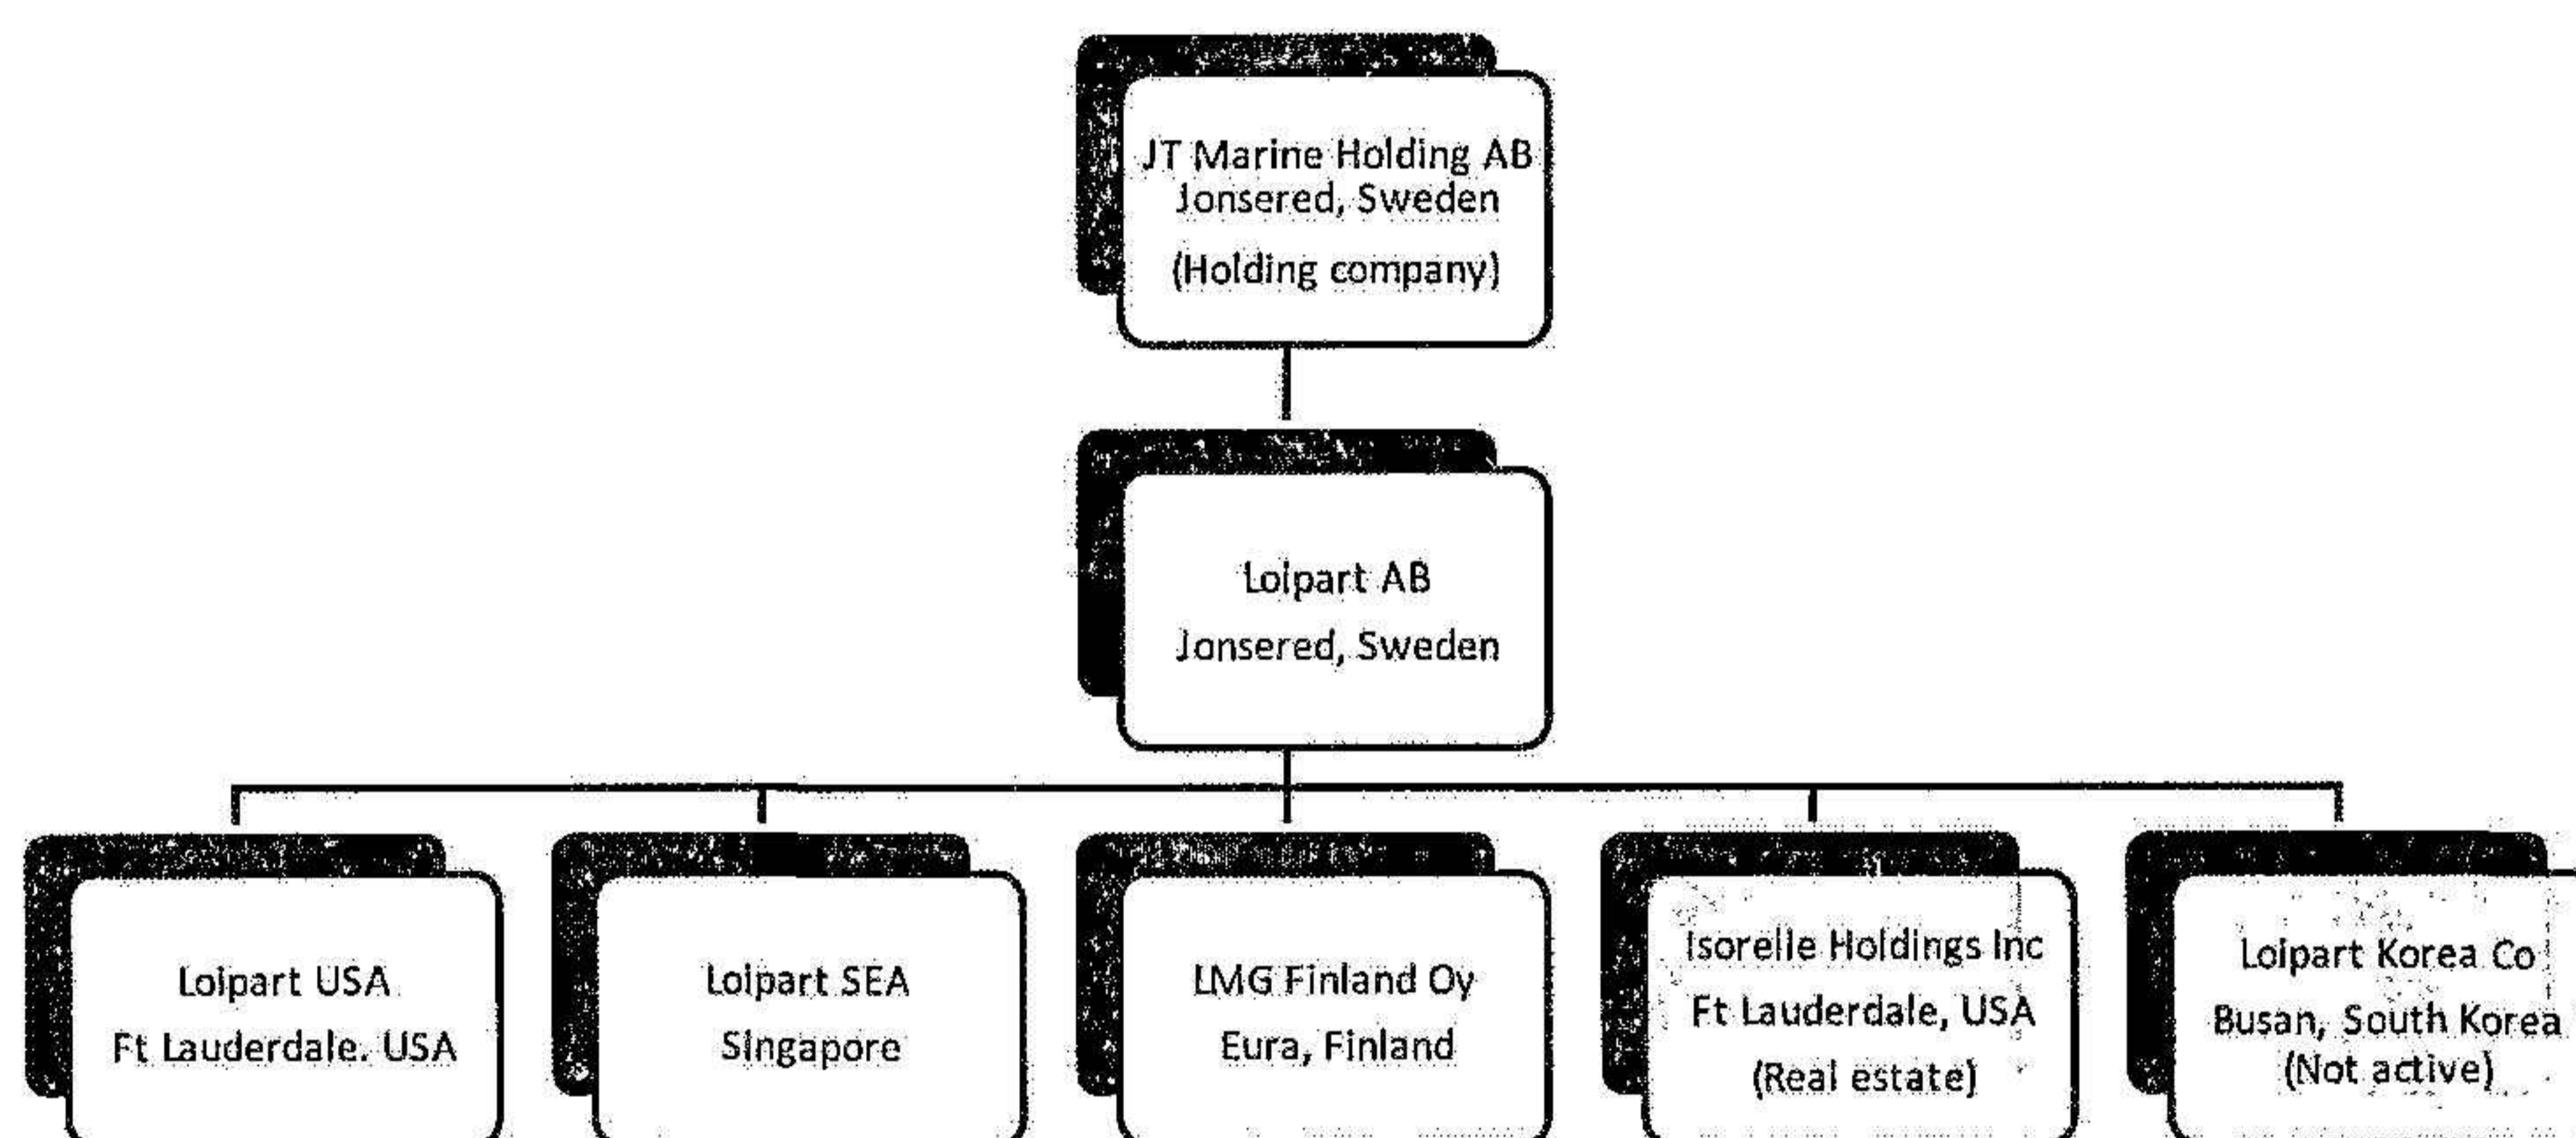 JT Marine Holding AB
Jonsered, Sweden
(Holding company)
Loipart AB
Jonsered, Sweden
Loipart USA
Ft Lauderdale. USA
Loipart SEA
Singapore
LMG Finland Oy
Eura, Finland
Isorelle Holdings Inc
Ft Lauderdale, USA
(Real estate)
Loipart Korea Co
Busan, South Korea
(Not active)